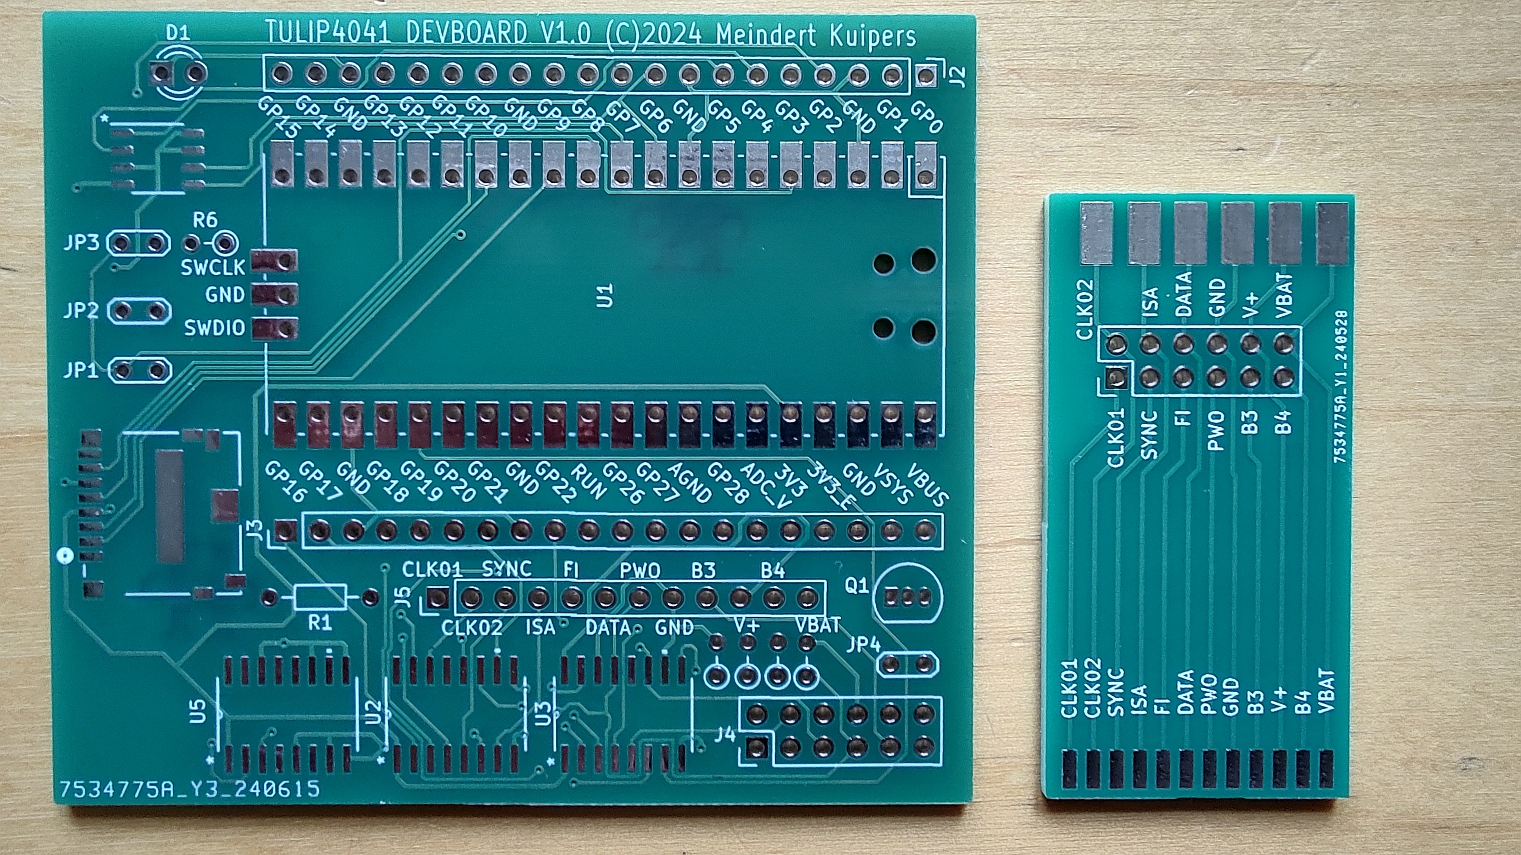 TULIP4041 DEVBOARD V1.0 (C)2024 Meindert Kuipers
D1
J2
GP15 GP14 GND GP13 GP12 GP11 GP10 GND GP9 GP8 GP7 GP6 GND GP5 GP4 GP3 GP2 GND GP1 GP0
*
R6
JP3
SWCLK
GND
JP2
SWDIO
JP1
U1
GP16 GP17 GND GP18 GP19 GP20 GP21 GND GP22 RUN GP26 GP27 AGND GP28 ADC_V 3V3 3V3_E GND VSYS VBUS
J3
CLK01 SYNC FI PWO B3 B4
J5
Q1
R1
CLK02 ISA DATA GND V+ VBAT
JP4
U5 U2 U3
J4
* * *
7534775A_Y3_240615
CLK02 ISA DATA GND V+ VBAT
CLK01 SYNC FI PWO B3 B4
7534775A_Y1_240528
CLK01 CLK02 SYNC ISA FI DATA PWO GND B3 V+ B4 VBAT